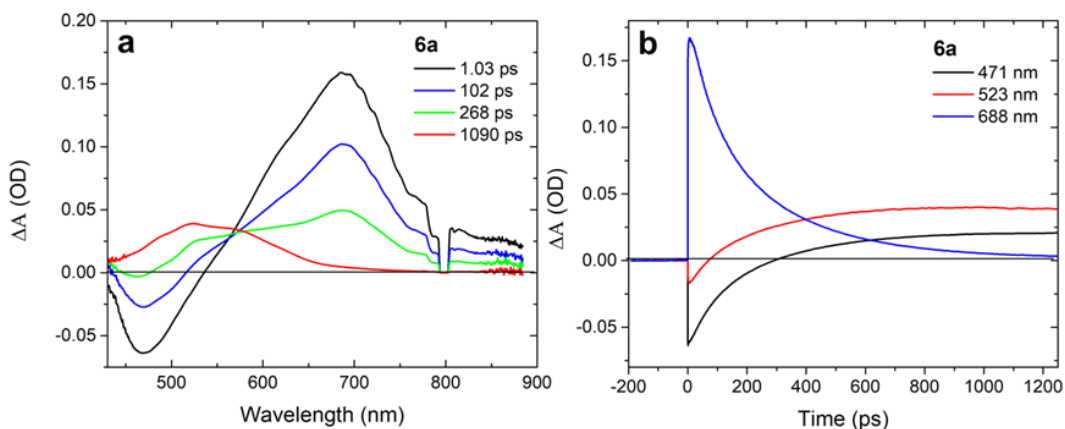 a
6a
1.03 ps
102 ps
268 ps
1090 ps
0.20
0.15
0.10
0.05
0.00
-0.05
ΔA (OD)
500 600 700 800 900
Wavelength (nm)
b
6a
471 nm
523 nm
688 nm
0.15
0.10
0.05
0.00
-0.05
ΔA (OD)
-200 0 200 400 600 800 1000 1200
Time (ps)